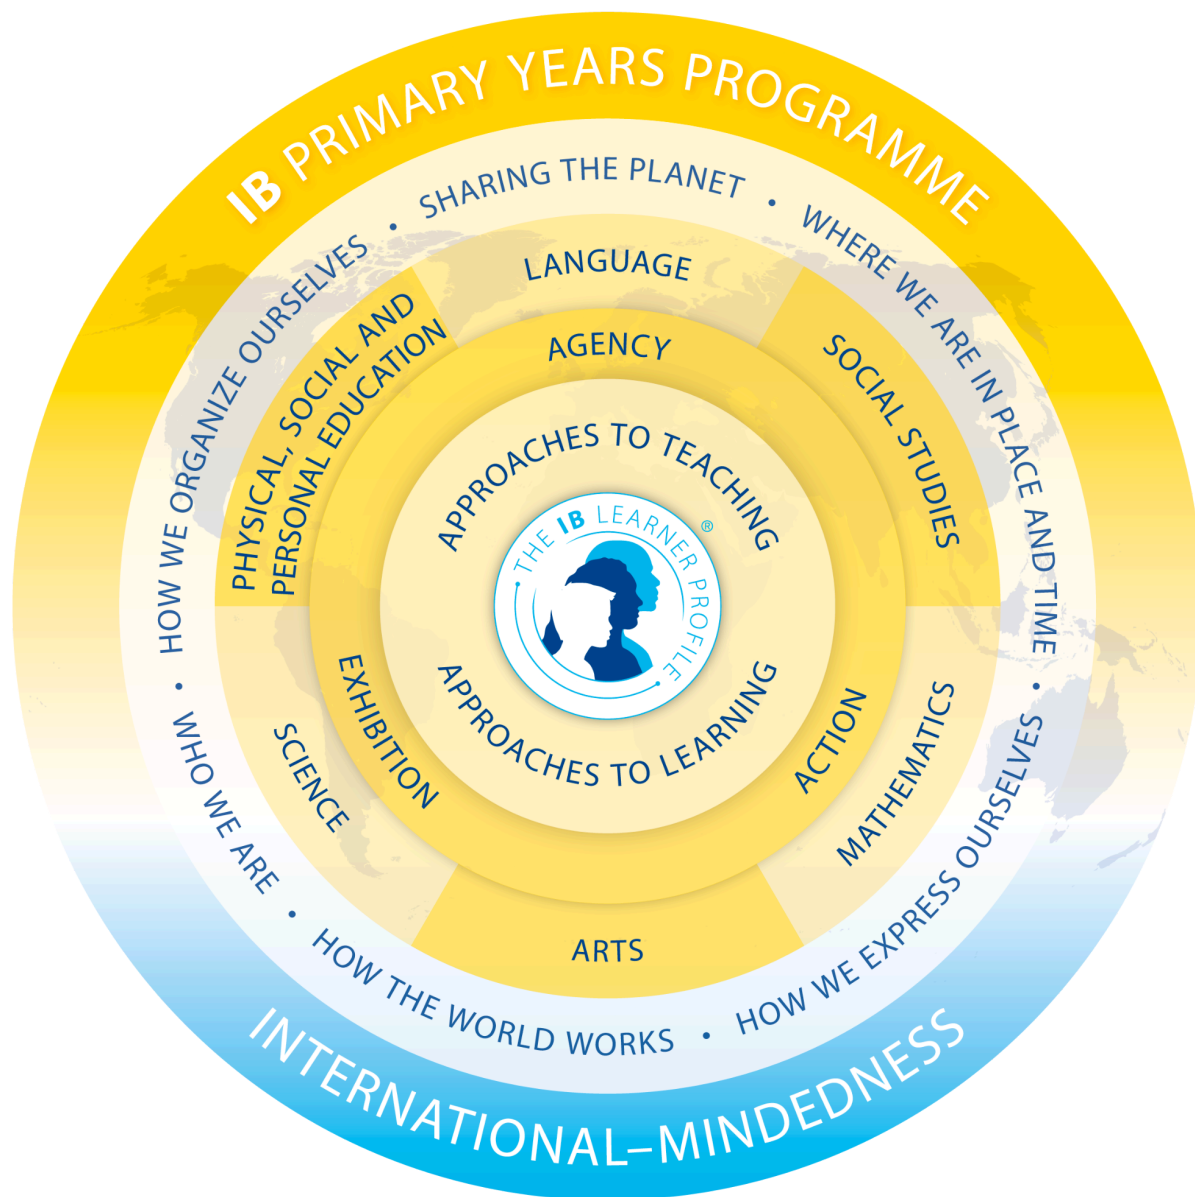 IB PRIMARY YEARS PROGRAMME
SHARING THE PLANET
•
WHERE WE ARE IN PLACE AND TIME
•
HOW WE EXPRESS OURSELVES
•
HOW THE WORLD WORKS
•
WHO WE ARE
•
HOW WE ORGANIZE OURSELVES
•
LANGUAGE
SOCIAL STUDIES
MATHEMATICS
ARTS
SCIENCE
PHYSICAL, SOCIAL AND
PERSONAL EDUCATION
AGENCY
ACTION
EXHIBITION
APPROACHES TO TEACHING
• THE IB LEARNER PROFILE •
®
APPROACHES TO LEARNING
INTERNATIONAL–MINDEDNESS